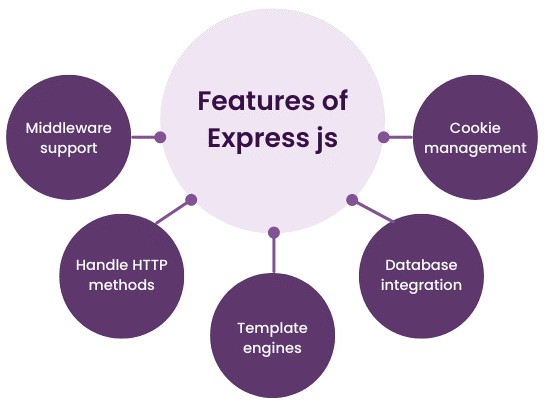 Features of
Express js
Middleware
support
Handle HTTP
methods
Template
engines
Database
integration
Cookie
management